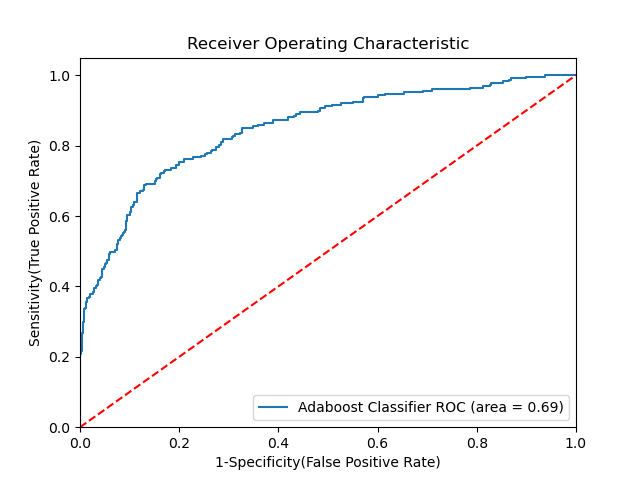 Receiver Operating Characteristic
Sensitivity(True Positive Rate)
1.0
0.8
0.6
0.4
0.2
0.0
Adaboost Classifier ROC (area = 0.69)
0.0 0.2 0.4 0.6 0.8 1.0
1-Specificity(False Positive Rate)